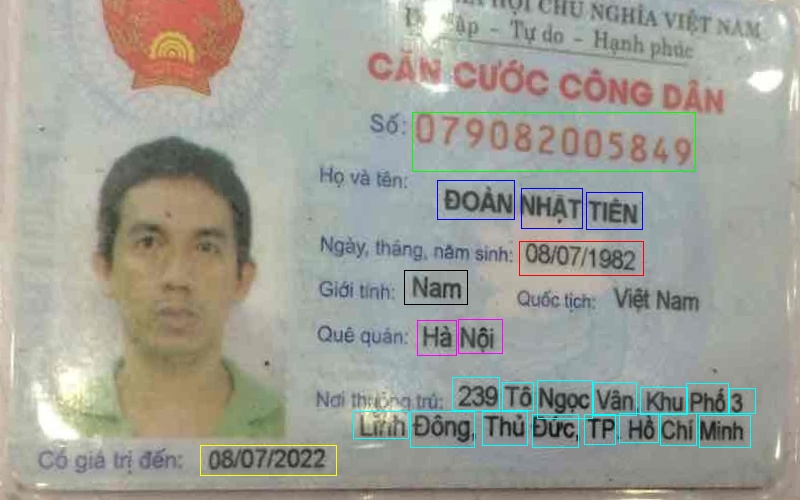 HỘI CHỦ NGHĨA VIỆT NAM
lập - Tự do - Hạnh phúc
CĂN CƯỚC CÔNG DÂN
Số: 079082005849
Họ và tên:
ĐOÀN NHẬT TIÊN
Ngày, tháng, năm sinh: 08/07/1982
Giới tính: Nam Quốc tịch: Việt Nam
Quê quán: Hà Nội
Nơi thường trú: 239 Tô Ngọc Vân, Khu Phố 3
Linh Đông, Thủ Đức, TP. Hồ Chí Minh
Có giá trị đến: 08/07/2022